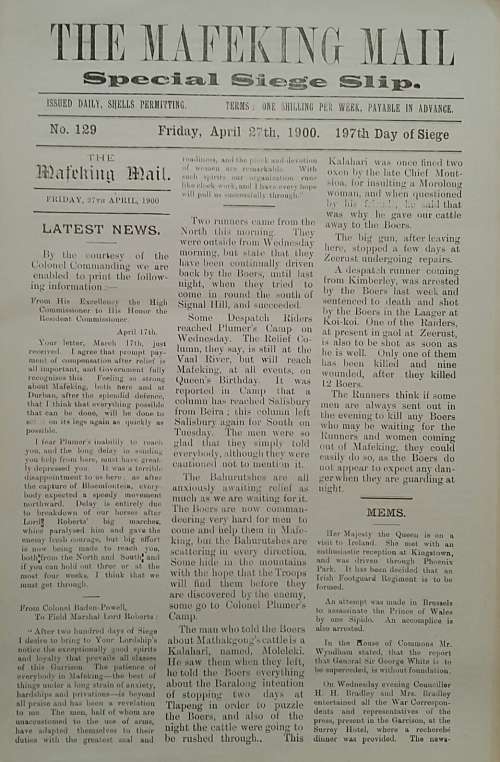 THE MAFEKING MAIL
Special Siege Slip.
ISSUED DAILY, SHELLS PERMITTING. TERMS: ONE SHILLING PER WEEK, PAYABLE IN ADVANCE.
No. 129 Friday, April 27th, 1900. 197th Day of Siege
THE
Mafeking Mail.
FRIDAY, 27TH APRIL, 1900
LATEST NEWS.
By the courtesy of the
Colonel Commanding we are
enabled to print the follow-
ing information:—
From His Excellency the High
Commissioner to His Honor the
Resident Commissioner.
April 17th.
Your letter, March 17th, just
received. I agree that prompt pay-
ment of compensation after relief is
all important, and Government fully
recognise this. Feeling so strong
about Mafeking, both here and at
Durban, after the splendid defence,
that I think that everything possible
that can be done, will be done to
set on its legs again as quickly as
possible.
I fear Plumer's inability to reach
you, and the long delay in sending
you help from here, must have great-
ly depressed you. It was a terrible
disappointment to us here; as after
the capture of Bloemfontein, every-
body expected a speedy movement
northward. Delay is entirely due
to breakdown of our horses after
Lord Roberts' big marches,
which paralysed him and gave the
enemy fresh courage, but big effort
is now being made to reach you,
both from the North and South, and
if you can hold out three or at the
most four weeks, I think that we
must get through.
From Colonel Baden-Powell,
To Field Marshal Lord Roberts:
"After two hundred days of Siege
I desire to bring to Your Lordship's
notice the exceptionally good spirits
and loyalty that prevails all classes
of this Garrison. The patience of
everybody in Mafeking—the best of
things under a long strain of anxiety,
hardships and privations—is beyond
all praise and has been a revelation
to me. The men, half of whom are
unaccustomed to the use of arms,
have adapted themselves to their
duties with the greatest zeal and
readiness, and the pluck and devotion
of women are remarkable. With
such spirits our organization runs
like clock work, and I have every hope
will pull us successfully through."
Two runners came from the
North this morning. They
were outside from Wednesday
morning, but state that they
have been continually driven
back by the Boers, until last
night, when they tried to
come in round the south of
Signal Hill, and succeeded.
Some Despatch Riders
reached Plumer's Camp on
Wednesday. The Relief Co-
lumn, they say, is still at the
Vaal River, but will reach
Mafeking, at all events, on
Queen's Birthday. It was
reported in Camp that a
column has reached Salisbury
from Beira; this column left
Salisbury again for South on
Tuesday. The men were so
glad that they simply told
everybody, although they were
cautioned not to mention it.
The Bahurutshes are all
anxiously awaiting relief as
much as we are waiting for it.
The Boers are now comman-
deering very hard for men to
come and help them in Mafe-
king, but the Bahurutshes are
scattering in every direction.
Some hide in the mountains
with the hope that the Troops
will find them before they
are discovered by the enemy,
some go to Colonel Plumer's
Camp.
The man who told the Boers
about Mathakgong's cattle is a
Kalahari, named, Moleleki.
He saw them when they left,
he told the Boers everything
about the Baralong intention
of stopping two days at
Tlapeng in order to puzzle
the Boers, and also of the
night the cattle were going to
be rushed through.. This
Kalahari was once fined two
oxen by the late Chief Mont-
sioa, for insulting a Morolong
woman, and when questioned
by his he said that
was why he gave our cattle
away to the Boers.
The big gun, after leaving
here, stopped a few days at
Zeerust undergoing repairs.
A despatch runner coming
from Kimberley, was arrested
by the Boers last week and
sentenced to death and shot
by the Boers in the Laager at
Koi-koi. One of the Raiders,
at present in gaol at Zeerust,
is also to be shot as soon as
he is well. Only one of them
has been killed and nine
wounded, after they killed
12 Boers.
The Runners think if some
men are always sent out in
the evening to kill any Boers
who may be waiting for the
Runners and women coming
out of Mafeking, they could
easily do so, as the Boers do
not appear to expect any dan-
ger when they are guarding at
night.
MEMS.
Her Majesty the Queen is on a
visit to Ireland. She met with an
enthusiastic reception at Kingstown,
and was driven through Phoenix
Park. It has been decided that an
Irish Footguard Regiment is to be
formed.
An attempt was made in Brussels
to assassinate the Prince of Wales
by one Sipido. An accomplice is
also arrested.
In the House of Commons Mr.
Wyndham stated, that the report
that General Sir George White is to
be superceded, is without foundation.
On Wednesday evening Councillor
H. H. Bradley and Mrs. Bradley
entertained all the War Correspon-
dents and representatives of the
press, present in the Garrison, at the
Surrey Hotel, where a recherché
dinner was provided. The news-